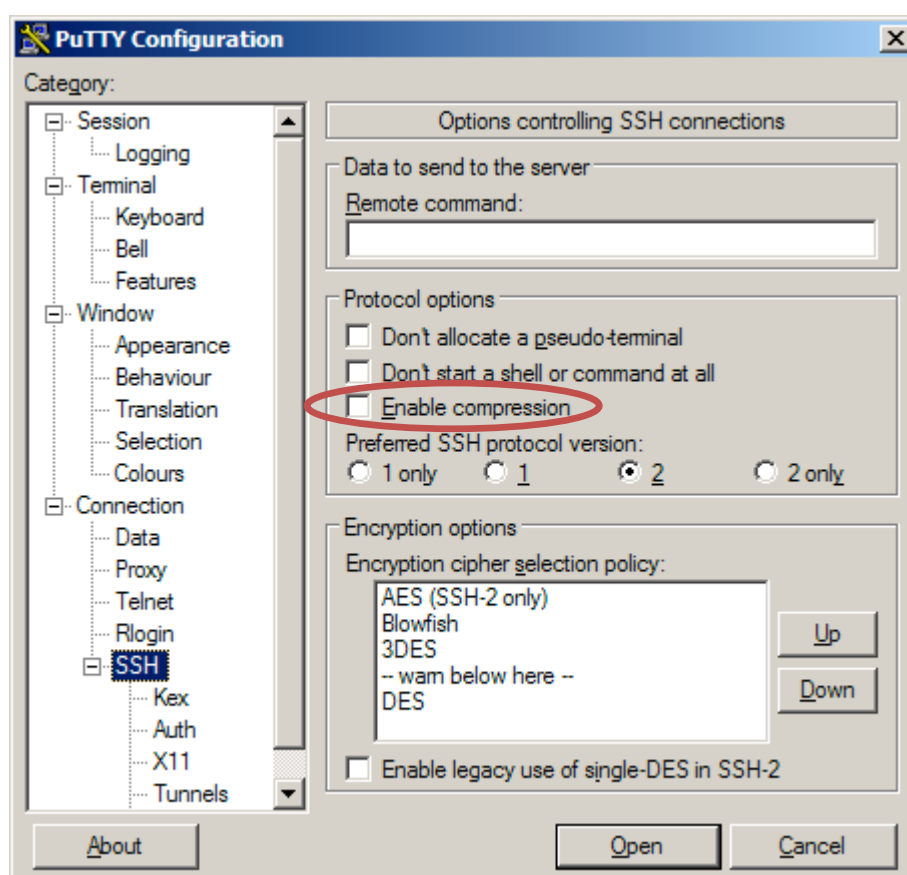 PuTTY Configuration
Category:
Session
Logging
Terminal
Keyboard
Bell
Features
Window
Appearance
Behaviour
Translation
Selection
Colours
Connection
Data
Proxy
Telnet
Rlogin
SSH
Kex
Auth
X11
Tunnels
Options controlling SSH connections
Data to send to the server
Remote command:
Protocol options
Don't allocate a pseudo-terminal
Don't start a shell or command at all
Enable compression
Preferred SSH protocol version:
1 only 1 2 2 only
Encryption options
Encryption cipher selection policy:
AES (SSH-2 only)
Blowfish
3DES
-- warn below here --
DES
Up
Down
Enable legacy use of single-DES in SSH-2
About
Open
Cancel